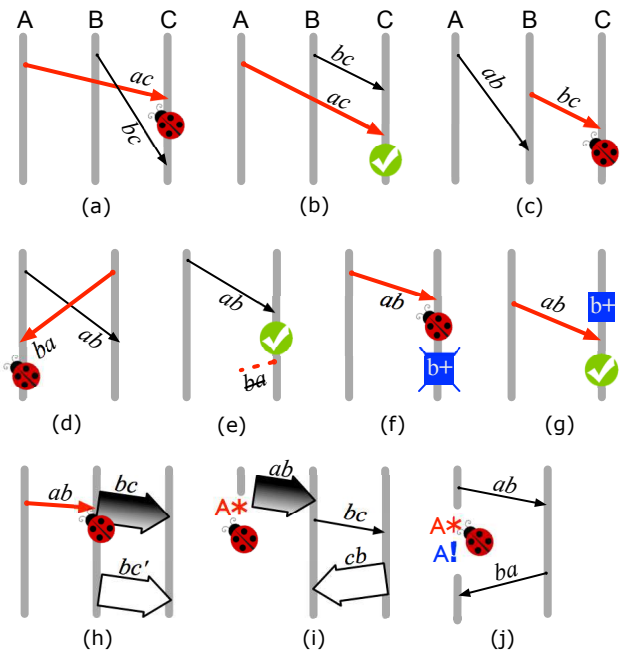 A B C A B C A B C
ac bc
bc ac
ab bc
(a) (b) (c)
ba ab
ab ba
ab b+
ab b+
(d) (e) (f) (g)
ab bc bc'
A* ab bc cb
ab A* A! ba
(h) (i) (j)